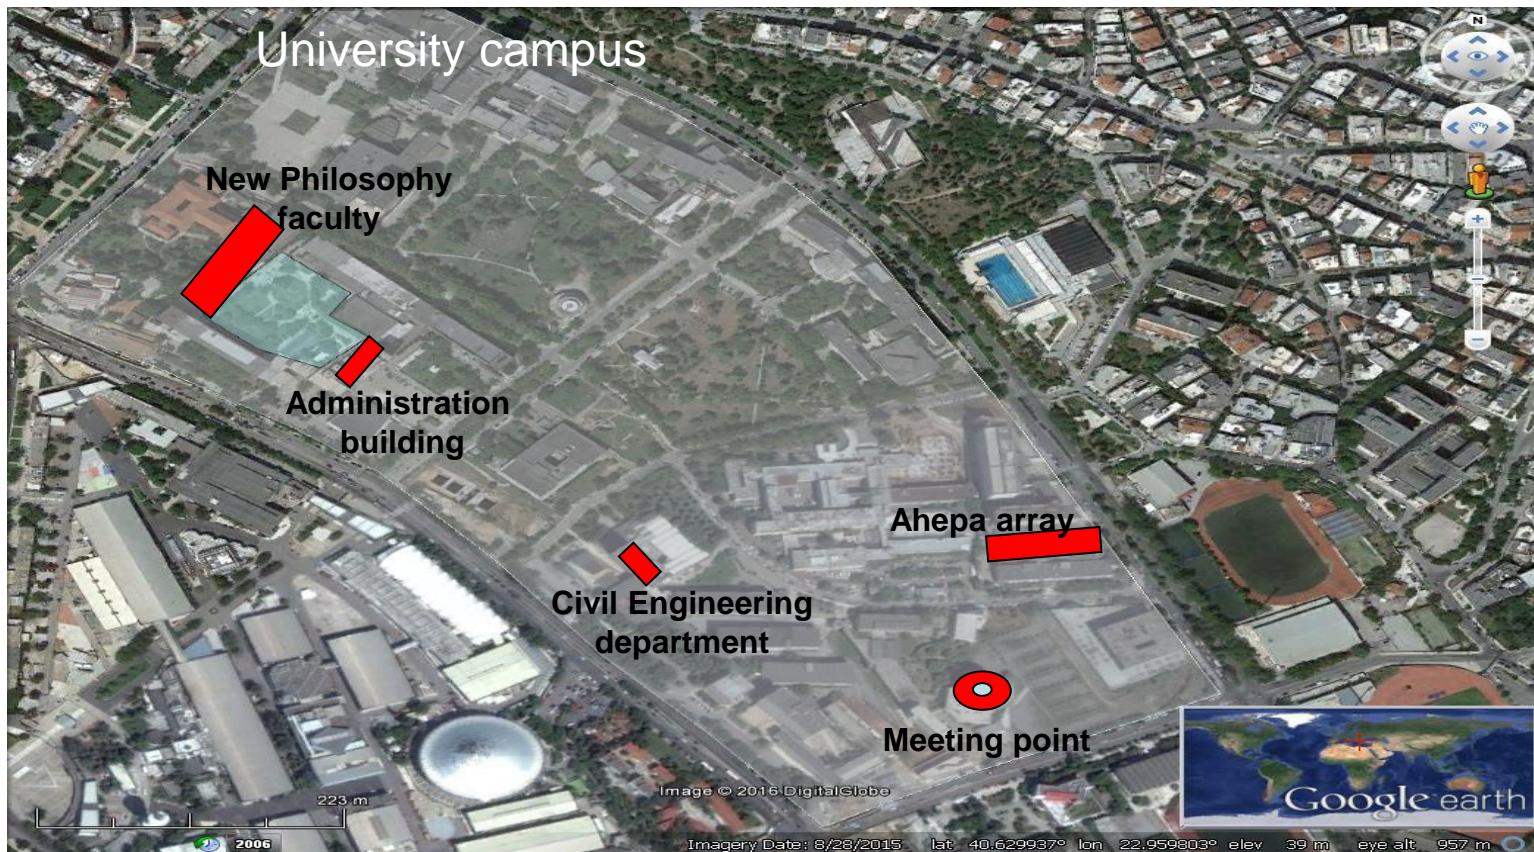 University campus
N
New Philosophy
faculty
Administration
building
Ahepa array
Civil Engineering
department
Meeting point
Image © 2016 DigitalGlobe
223 m
Google earth
2006
Imagery Date: 8/28/2015 lat 40.629937° lon 22.959803° elev 39 m eye alt 957 m